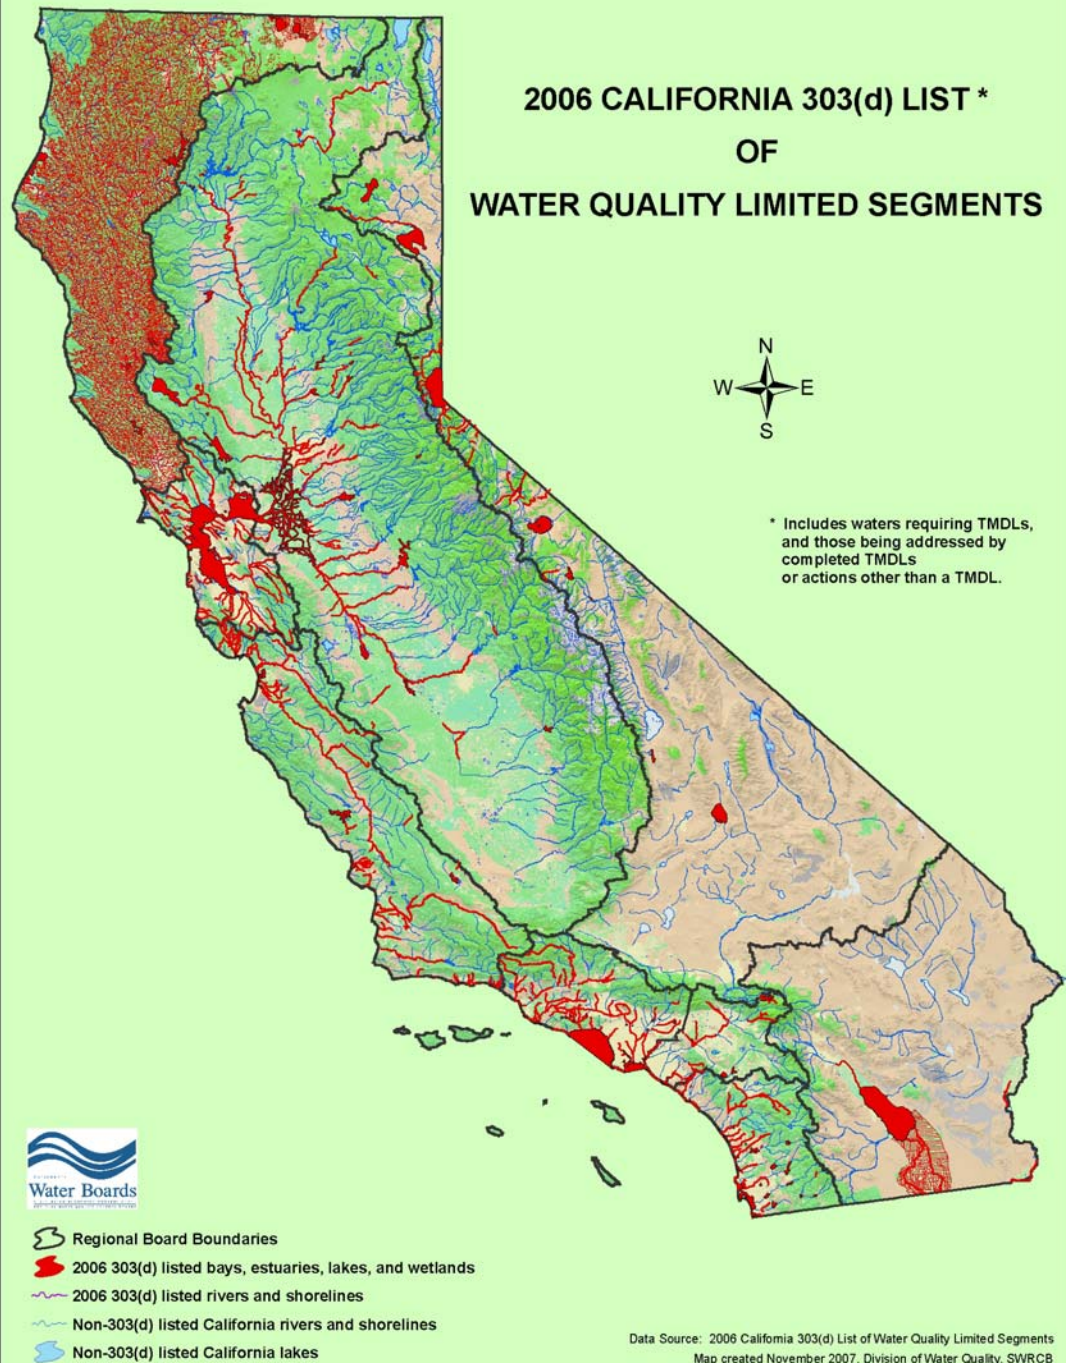 2006 CALIFORNIA 303(d) LIST *
OF
WATER QUALITY LIMITED SEGMENTS
N
W E
S
* Includes waters requiring TMDLs,
and those being addressed by
completed TMDLs
or actions other than a TMDL.
Water Boards
Regional Board Boundaries
2006 303(d) listed bays, estuaries, lakes, and wetlands
2006 303(d) listed rivers and shorelines
Non-303(d) listed California rivers and shorelines
Non-303(d) listed California lakes
Data Source: 2006 California 303(d) List of Water Quality Limited Segments
Map created November 2007, Division of Water Quality, SWRCB